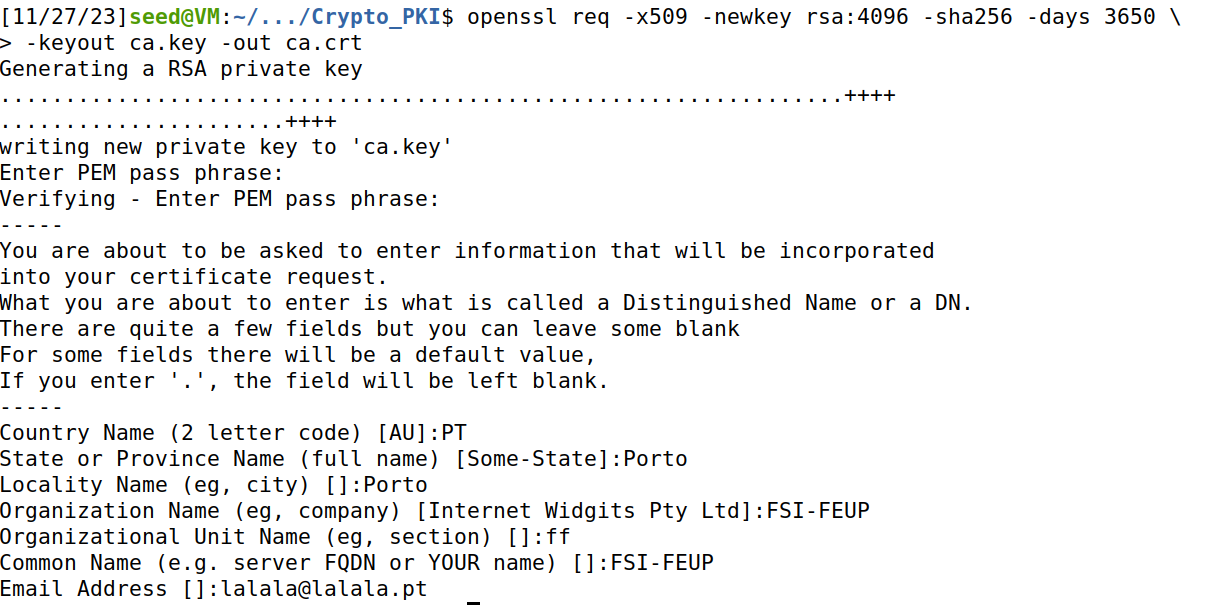 [11/27/23]seed@VM:~/.../Crypto_PKI$ openssl req -x509 -newkey rsa:4096 -sha256 -days 3650 \
> -keyout ca.key -out ca.crt
Generating a RSA private key
.................................................................++++
......................++++
writing new private key to 'ca.key'
Enter PEM pass phrase:
Verifying - Enter PEM pass phrase:
-----
You are about to be asked to enter information that will be incorporated
into your certificate request.
What you are about to enter is what is called a Distinguished Name or a DN.
There are quite a few fields but you can leave some blank
For some fields there will be a default value,
If you enter '.', the field will be left blank.
-----
Country Name (2 letter code) [AU]:PT
State or Province Name (full name) [Some-State]:Porto
Locality Name (eg, city) []:Porto
Organization Name (eg, company) [Internet Widgits Pty Ltd]:FSI-FEUP
Organizational Unit Name (eg, section) []:ff
Common Name (e.g. server FQDN or YOUR name) []:FSI-FEUP
Email Address []:lalala@lalala.pt